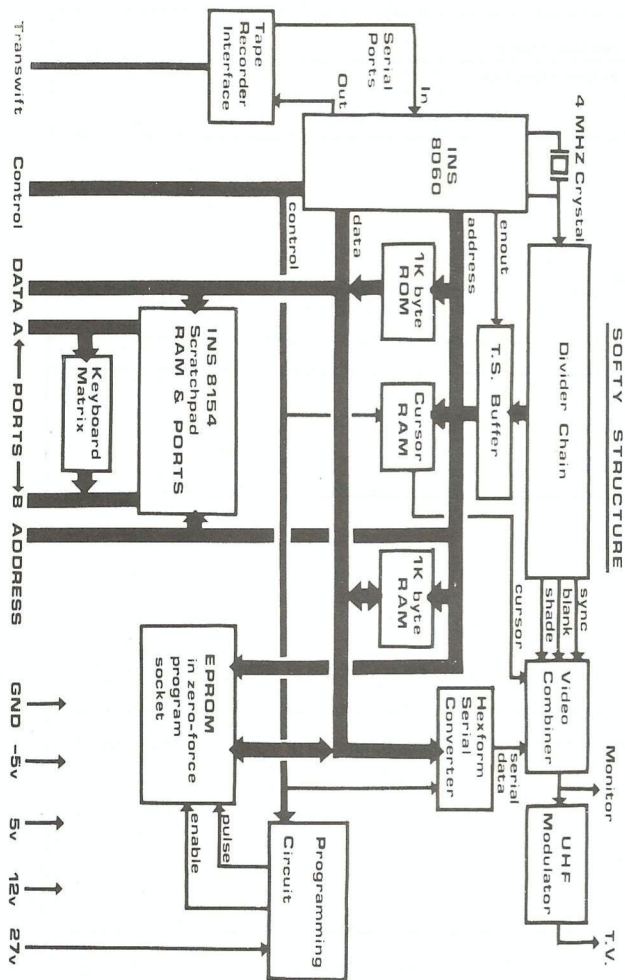 SOFTY STRUCTURE
4 MHZ Crystal
Divider Chain
sync
blank
shade
Video
Combiner
Monitor
UHF
Modulator
T.V.
enout
T.S. Buffer
cursor
serial
data
INS
8060
address
1K byte
ROM
Cursor
RAM
1K byte
RAM
Hexform
Serial
Converter
In
Serial
Ports
Out
data
control
Tape
Recorder
Interface
INS 8154
Scratchpad
RAM & PORTS
EPROM
in zero-force
program
socket
pulse
enable
Programming
Circuit
Keyboard
Matrix
Transwift
Control
DATA
A
PORTS
B
ADDRESS
GND
-5v
5v
12v
27v